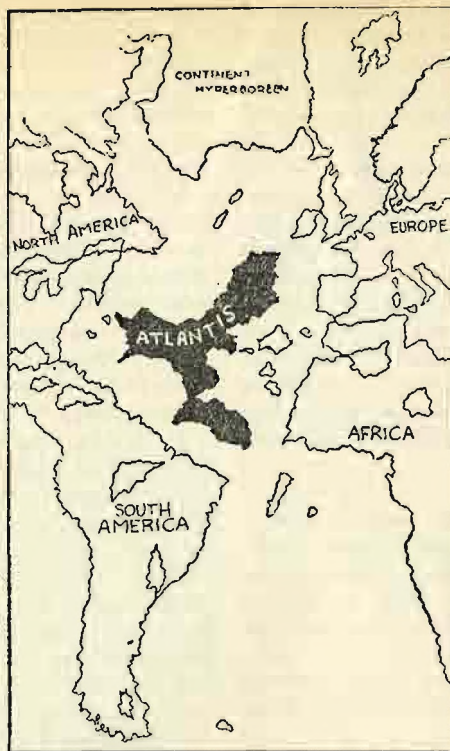 CONTINENT
HYPERBOREEN
NORTH AMERICA
EUROPE
ATLANTIS
AFRICA
SOUTH
AMERICA